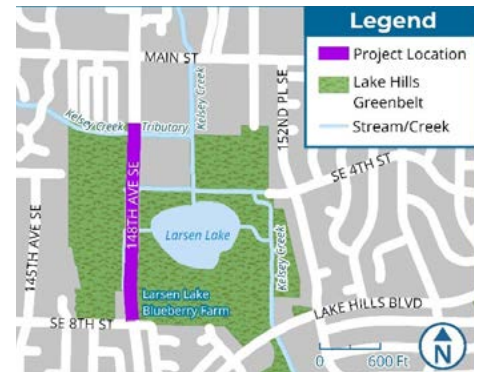 Legend
Project Location
Lake Hills
Greenbelt
Stream/Creek
MAIN ST
Kelsey Creek Tributary
Kelsey Creek
152ND PL SE
SE 4TH ST
145TH AVE SE
148TH AVE SE
Larsen Lake
Kelsey Creek
Larsen Lake
Blueberry Farm
LAKE HILLS BLVD
SE 8TH ST
0 600 Ft
N